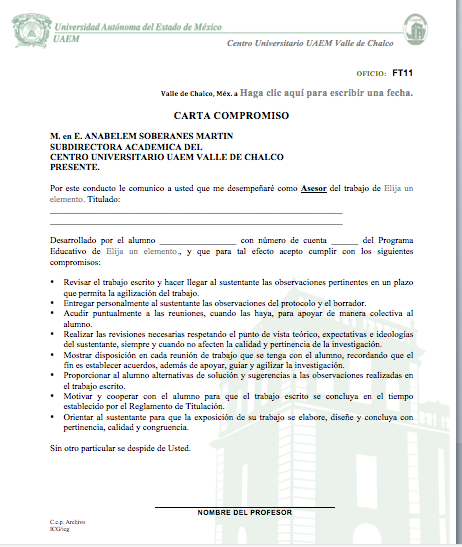 Universidad Autónoma del Estado de México
UAEM
Centro Universitario UAEM Valle de Chalco
OFICIO: FT11
Valle de Chalco, Méx. a Haga clic aquí para escribir una fecha.
CARTA COMPROMISO
M. en E. ANABELEM SOBERANES MARTIN
SUBDIRECTORA ACADEMICA DEL
CENTRO UNIVERSITARIO UAEM VALLE DE CHALCO
PRESENTE.
Por este conducto le comunico a usted que me desempeñaré como Asesor del trabajo de Elija un
elemento. Titulado:
Desarrollado por el alumno __________________ con número de cuenta ______ del Programa
Educativo de Elija un elemento., y que para tal efecto acepto cumplir con los siguientes
compromisos:
• Revisar el trabajo escrito y hacer llegar al sustentante las observaciones pertinentes en un plazo
que permita la agilización del trabajo.
• Entregar personalmente al sustentante las observaciones del protocolo y el borrador.
• Acudir puntualmente a las reuniones, cuando las haya, para apoyar de manera colectiva al
alumno.
• Realizar las revisiones necesarias respetando el punto de vista teórico, expectativas e ideologías
del sustentante, siempre y cuando no afecten la calidad y pertinencia de la investigación.
• Mostrar disposición en cada reunión de trabajo que se tenga con el alumno, recordando que el
fin es establecer acuerdos, además de apoyar, guiar y agilizar la investigación.
• Proporcionar al alumno alternativas de solución y sugerencias a las observaciones realizadas en
el trabajo escrito.
• Motivar y cooperar con el alumno para que el trabajo escrito se concluya en el tiempo
establecido por el Reglamento de Titulación.
• Orientar al sustentante para que la exposición de su trabajo se elabore, diseñe y concluya con
pertinencia, calidad y congruencia.
Sin otro particular se despide de Usted.
NOMBRE DEL PROFESOR
C.c.p. Archivo
ICG/icg